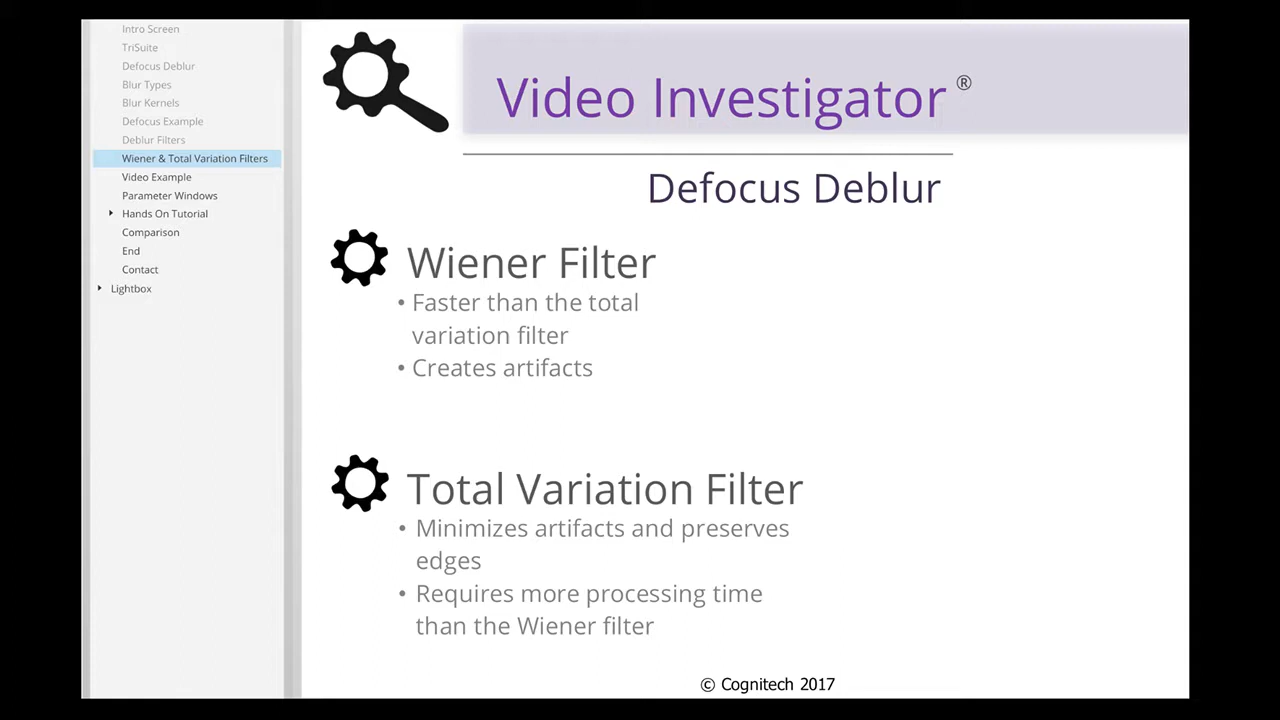 Intro Screen
TriSuite
Defocus Deblur
Blur Types
Blur Kernels
Defocus Example
Deblur Filters
Wiener & Total Variation Filters
Video Example
Parameter Windows
Hands On Tutorial
Comparison
End
Contact
Lightbox
Video Investigator ®
Defocus Deblur
Wiener Filter
• Faster than the total
variation filter
• Creates artifacts
Total Variation Filter
• Minimizes artifacts and preserves
edges
• Requires more processing time
than the Wiener filter
© Cognitech 2017